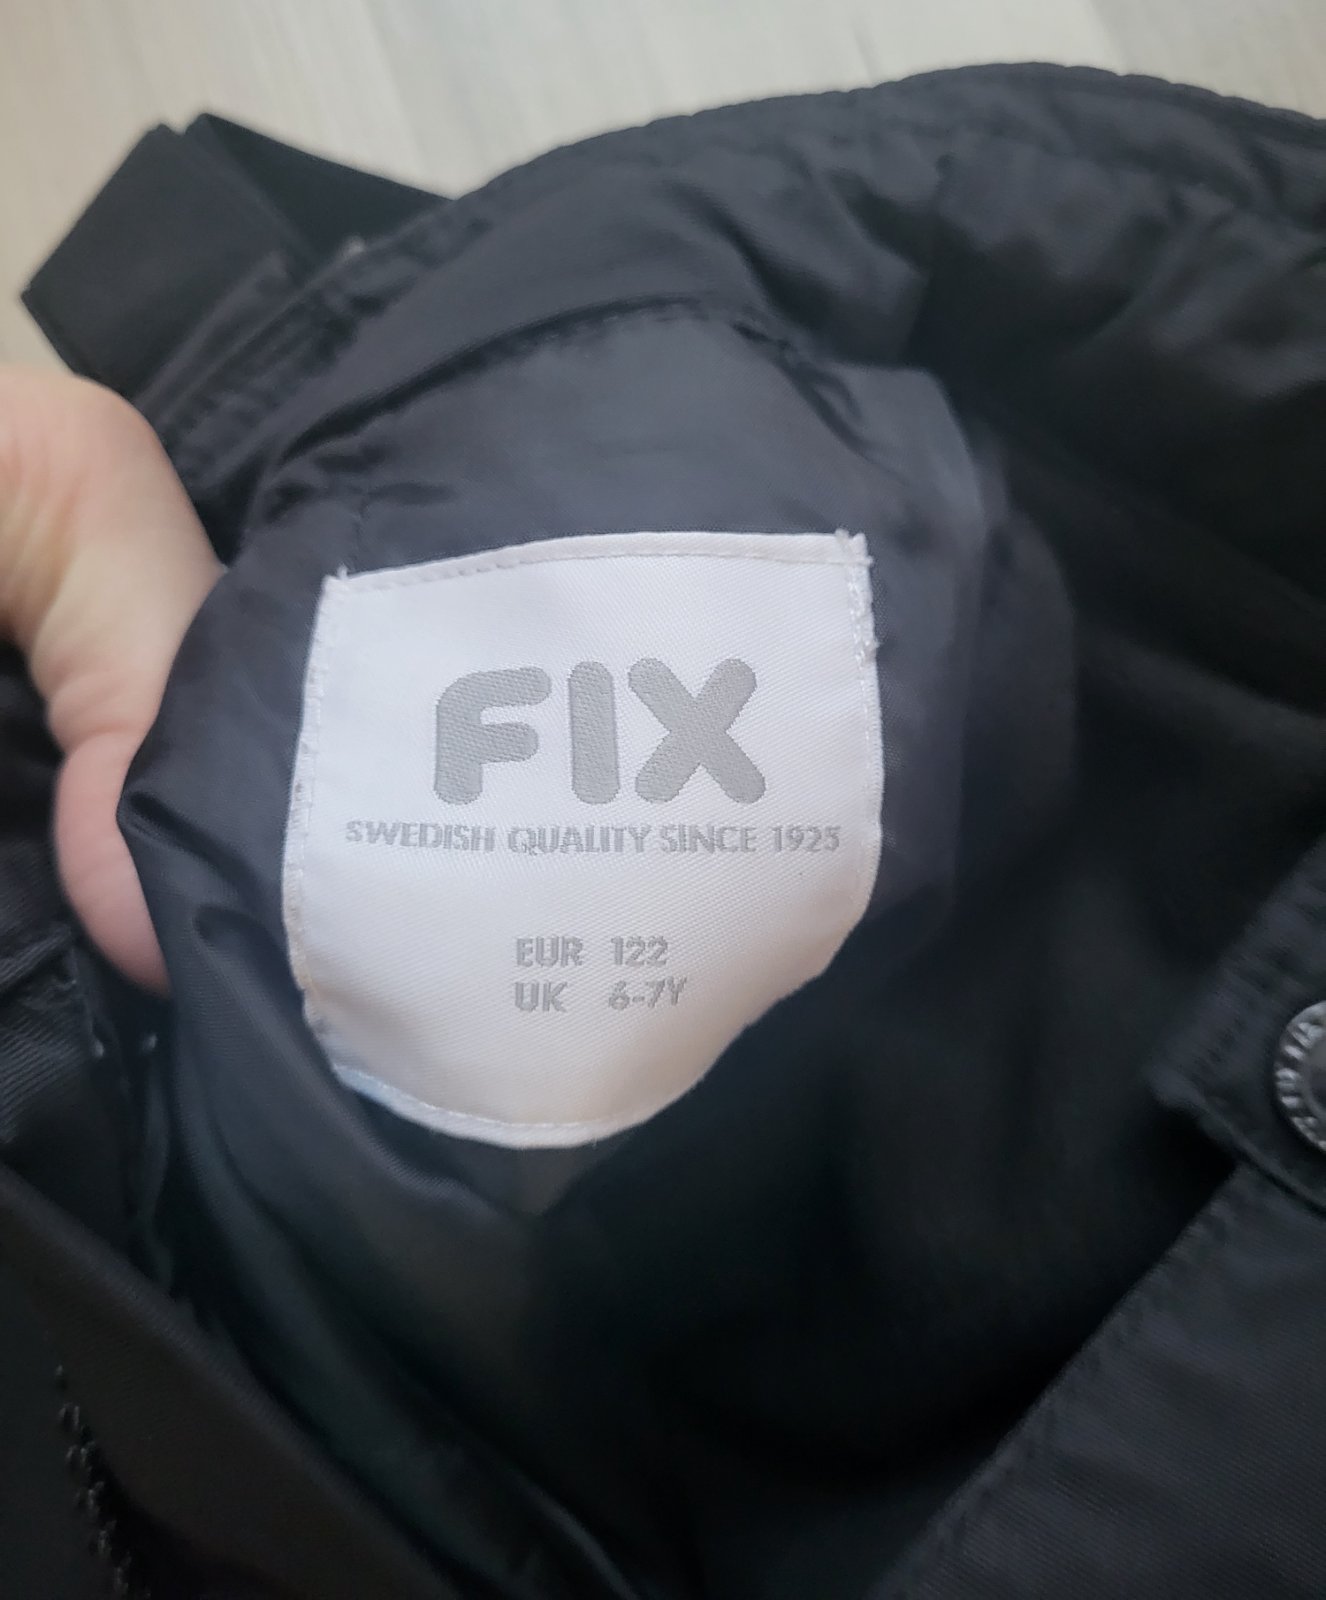 FIX
SWEDISH QUALITY SINCE 1925
EUR 122
UK 6-7Y